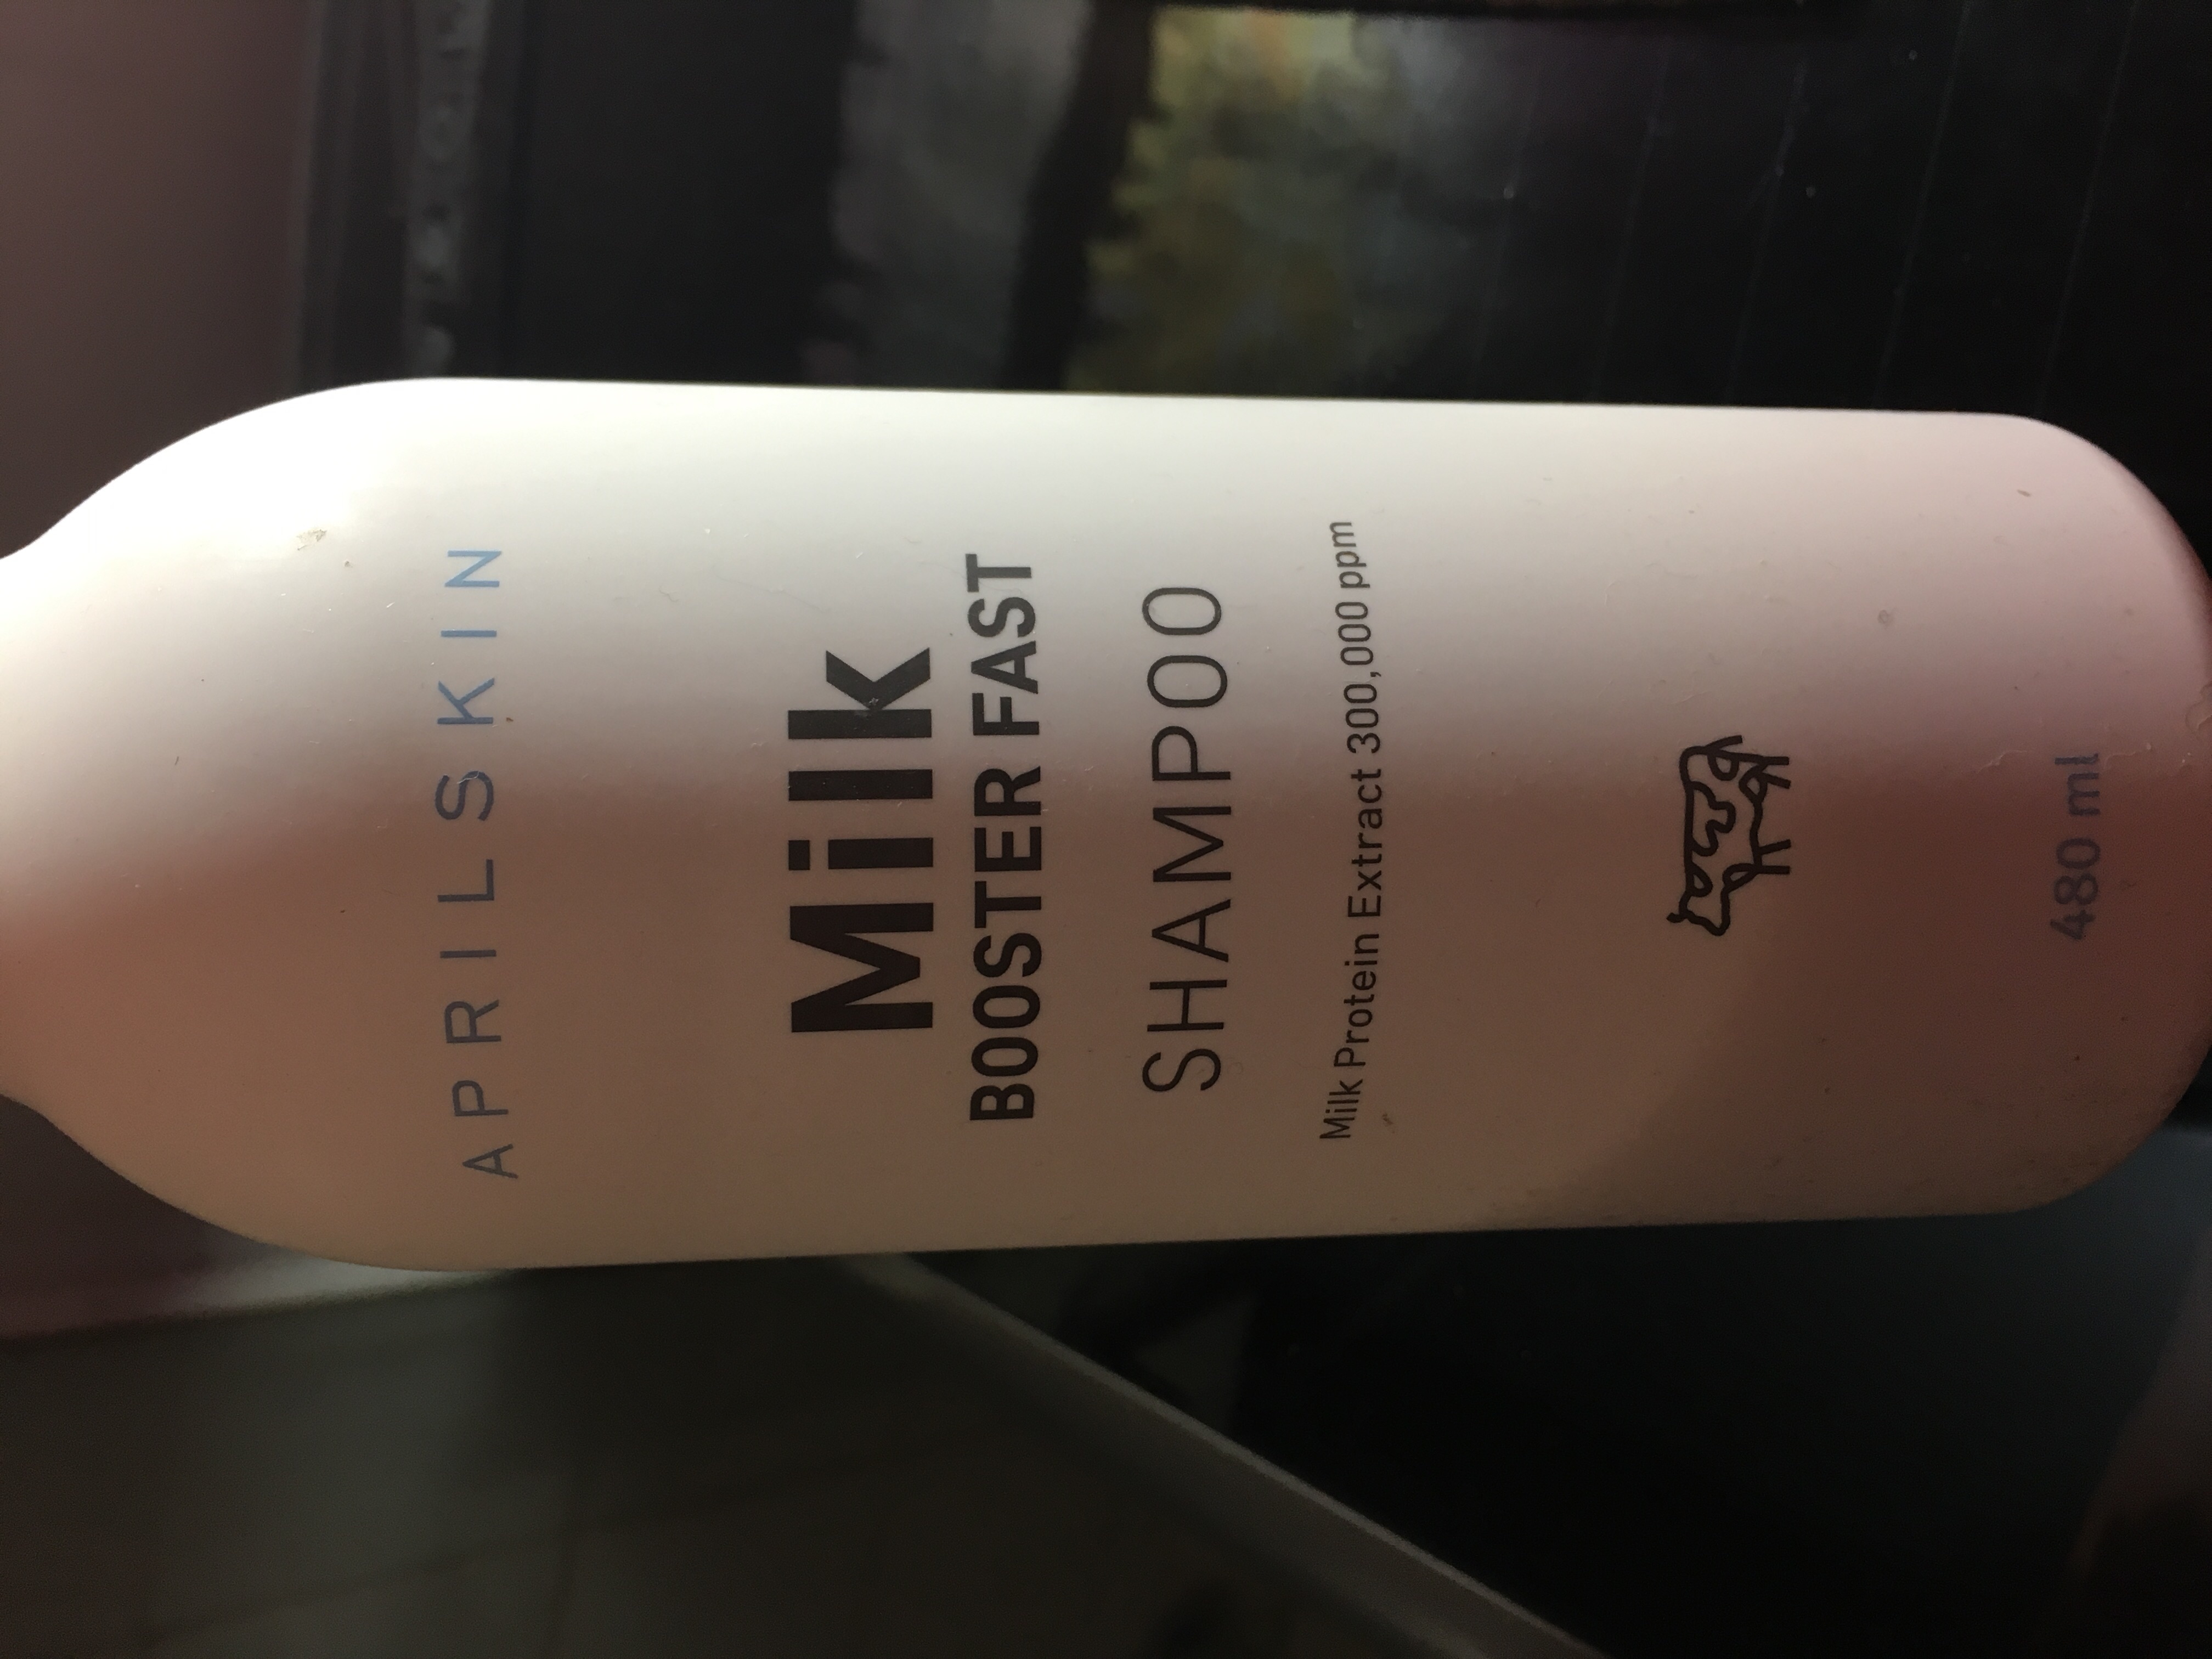 APRILSKIN
Milk
BOOSTER FAST
SHAMPOO
Milk Protein Extract 300,000 ppm
480 ml